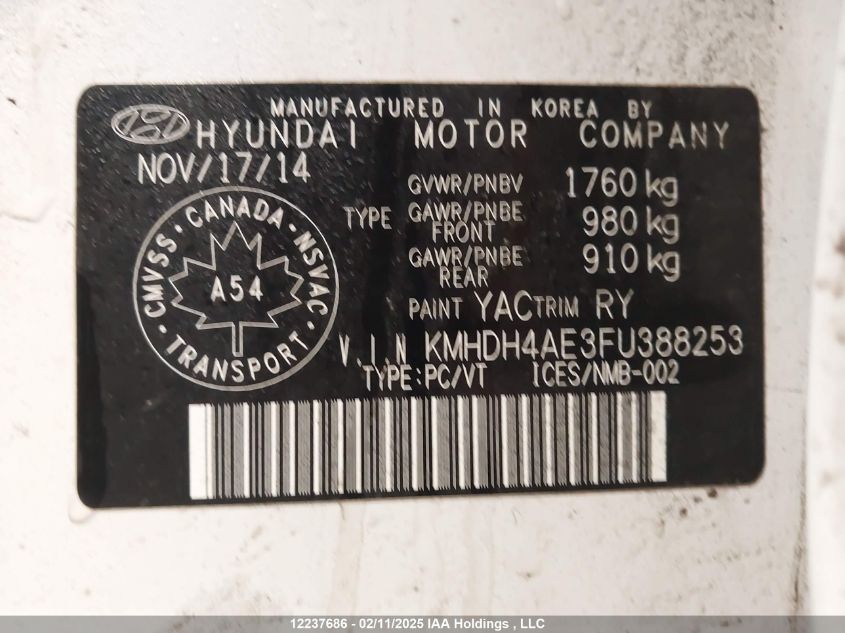 MANUFACTURED IN KOREA BY
HYUNDAI MOTOR COMPANY
NOV/17/14
GVWR/PNBV 1760 kg
TYPE GAWR/PNBE FRONT 980 kg
GAWR/PNBE REAR 910 kg
CANADA · NSVAC · TRANSPORT · CMVSS ·
A54
PAINT YAC TRIM RY
V.I.N KMHDH4AE3FU388253
TYPE:PC/VT ICES/NMB-002
12237686 - 02/11/2025 IAA Holdings , LLC